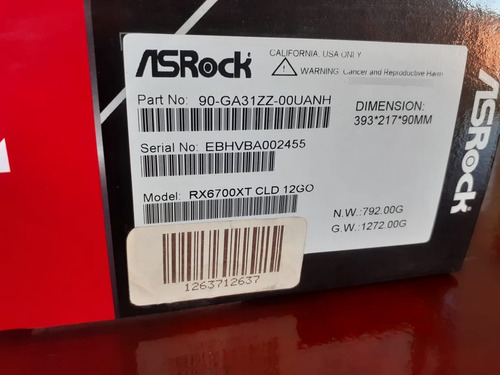 ASRock
CALIFORNIA. USA ONLY
WARNING: Cancer and Reproductive Harm
Part No: 90-GA31ZZ-00UANH
DIMENSION:
393*217*90MM
Serial No: EBHVBA002455
Model: RX6700XT CLD 12GO
N.W.:792.00G
G.W.:1272.00G
1263712637
ASRock